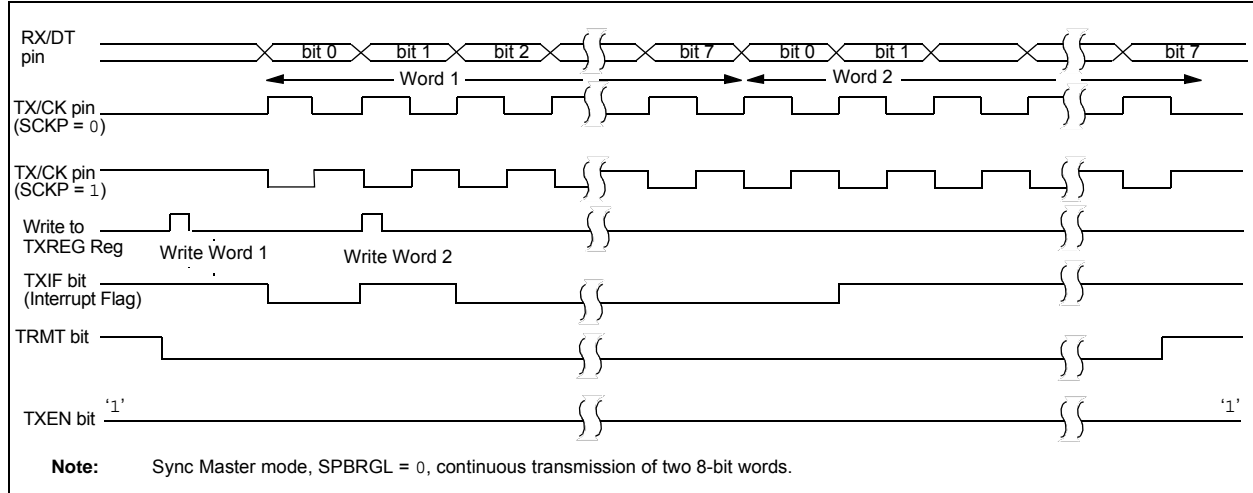 RX/DT
pin
bit 0 bit 1 bit 2 bit 7 bit 0 bit 1 bit 7
Word 1 Word 2
TX/CK pin
(SCKP = 0)
TX/CK pin
(SCKP = 1)
Write to
TXREG Reg
Write Word 1 Write Word 2
TXIF bit
(Interrupt Flag)
TRMT bit
‘1’ ‘1’
TXEN bit
Note: Sync Master mode, SPBRGL = 0, continuous transmission of two 8-bit words.